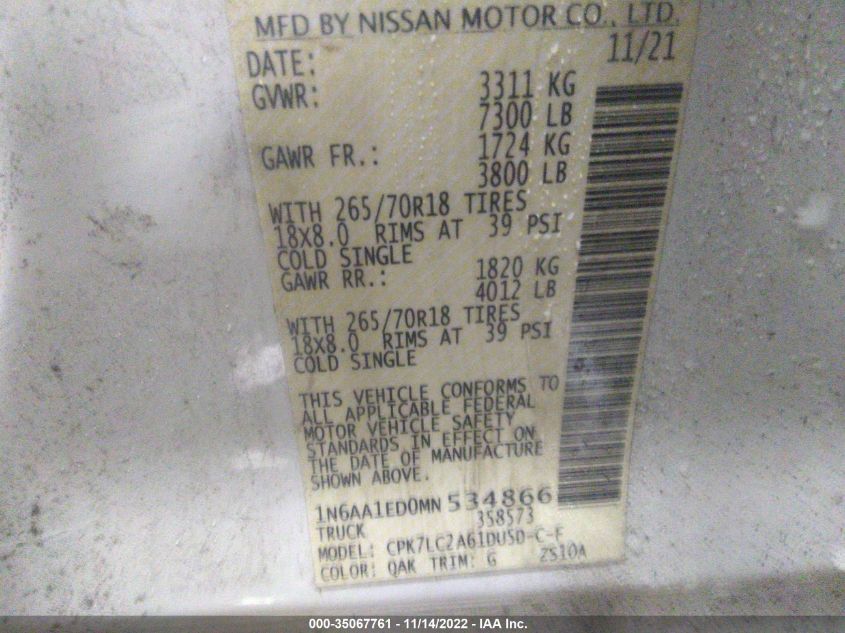 MFD BY NISSAN MOTOR CO., LTD.
DATE: 11/21
GVWR: 3311 KG
7300 LB
GAWR FR.: 1724 KG
3800 LB
WITH 265/70R18 TIRES
18X8.0 RIMS AT 39 PSI
COLD SINGLE
GAWR RR.: 1820 KG
4012 LB
WITH 265/70R18 TIRES
18X8.0 RIMS AT 39 PSI
COLD SINGLE
THIS VEHICLE CONFORMS TO
ALL APPLICABLE FEDERAL
MOTOR VEHICLE SAFETY
STANDARDS IN EFFECT ON
THE DATE OF MANUFACTURE
SHOWN ABOVE.
1N6AA1ED0MN 534866
TRUCK 358573
MODEL: CPK7LC2A61DU5D-C-F
COLOR: QAK TRIM: G ZS10A
000-35067761 - 11/14/2022 - IAA Inc.